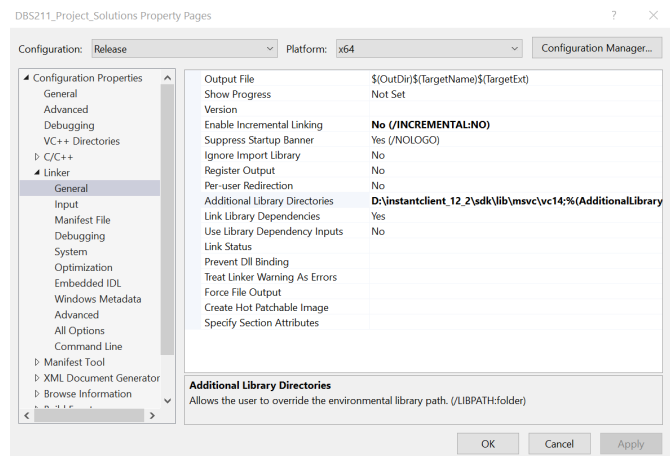 DBS211_Project_Solutions Property Pages
? ×
Configuration: Release Platform: x64 Configuration Manager...
Configuration Properties
General
Advanced
Debugging
VC++ Directories
C/C++
Linker
General
Input
Manifest File
Debugging
System
Optimization
Embedded IDL
Windows Metadata
Advanced
All Options
Command Line
Manifest Tool
XML Document Generator
Browse Information
Output File $(OutDir)$(TargetName)$(TargetExt)
Show Progress Not Set
Version
Enable Incremental Linking No (/INCREMENTAL:NO)
Suppress Startup Banner Yes (/NOLOGO)
Ignore Import Library No
Register Output No
Per-user Redirection No
Additional Library Directories D:\instantclient_12_2\sdk\lib\msvc\vc14;%(AdditionalLibrary
Link Library Dependencies Yes
Use Library Dependency Inputs No
Link Status
Prevent Dll Binding
Treat Linker Warning As Errors
Force File Output
Create Hot Patchable Image
Specify Section Attributes
Additional Library Directories
Allows the user to override the environmental library path. (/LIBPATH:folder)
OK Cancel Apply